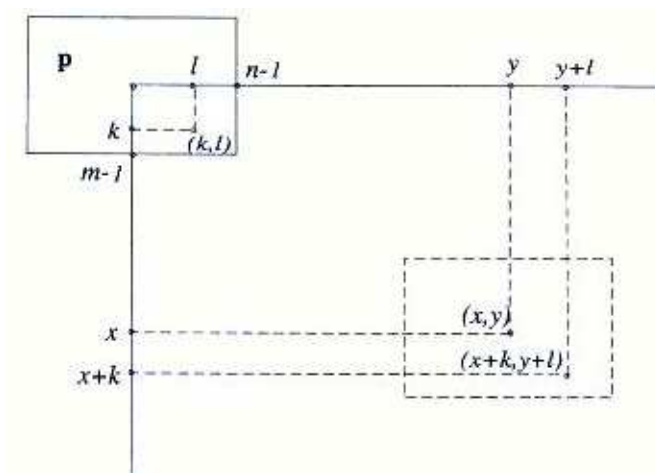 p
l n-1 y y+l
k
(k,l)
m-1
x (x,y)
x+k (x+k,y+l)